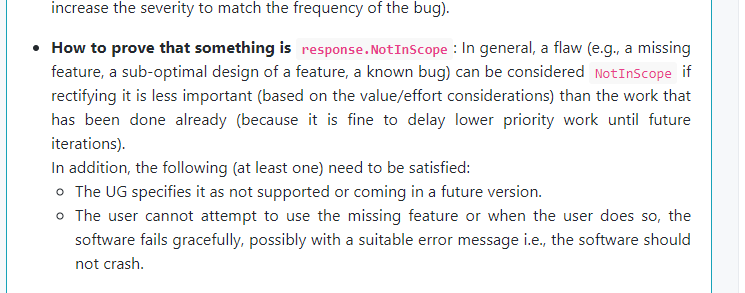 increase the severity to match the frequency of the bug).
• How to prove that something is response.NotInScope : In general, a flaw (e.g., a missing
feature, a sub-optimal design of a feature, a known bug) can be considered NotInScope if
rectifying it is less important (based on the value/effort considerations) than the work that
has been done already (because it is fine to delay lower priority work until future
iterations).
In addition, the following (at least one) need to be satisfied:
○ The UG specifies it as not supported or coming in a future version.
○ The user cannot attempt to use the missing feature or when the user does so, the
software fails gracefully, possibly with a suitable error message i.e., the software should
not crash.